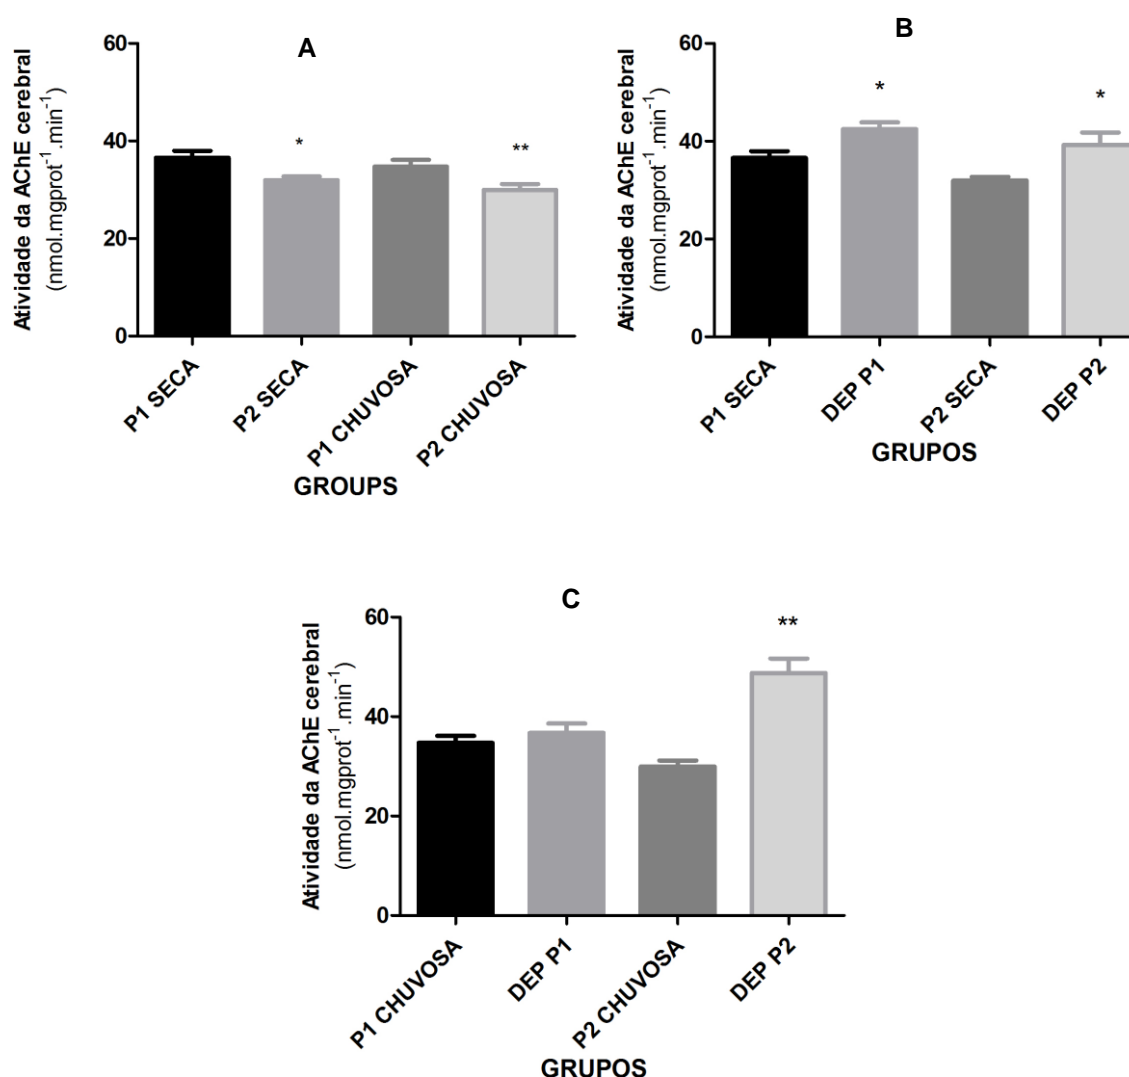 A
Atividade da AChE cerebral
(nmol.mgprot⁻¹.min⁻¹)
60
40
20
0
*
**
P1 SECA
P2 SECA
P1 CHUVOSA
P2 CHUVOSA
GROUPS
B
Atividade da AChE cerebral
(nmol.mgprot⁻¹.min⁻¹)
60
40
20
0
*
*
P1 SECA
DEP P1
P2 SECA
DEP P2
GRUPOS
C
Atividade da AChE cerebral
(nmol.mgprot⁻¹.min⁻¹)
60
40
20
0
**
P1 CHUVOSA
DEP P1
P2 CHUVOSA
DEP P2
GRUPOS